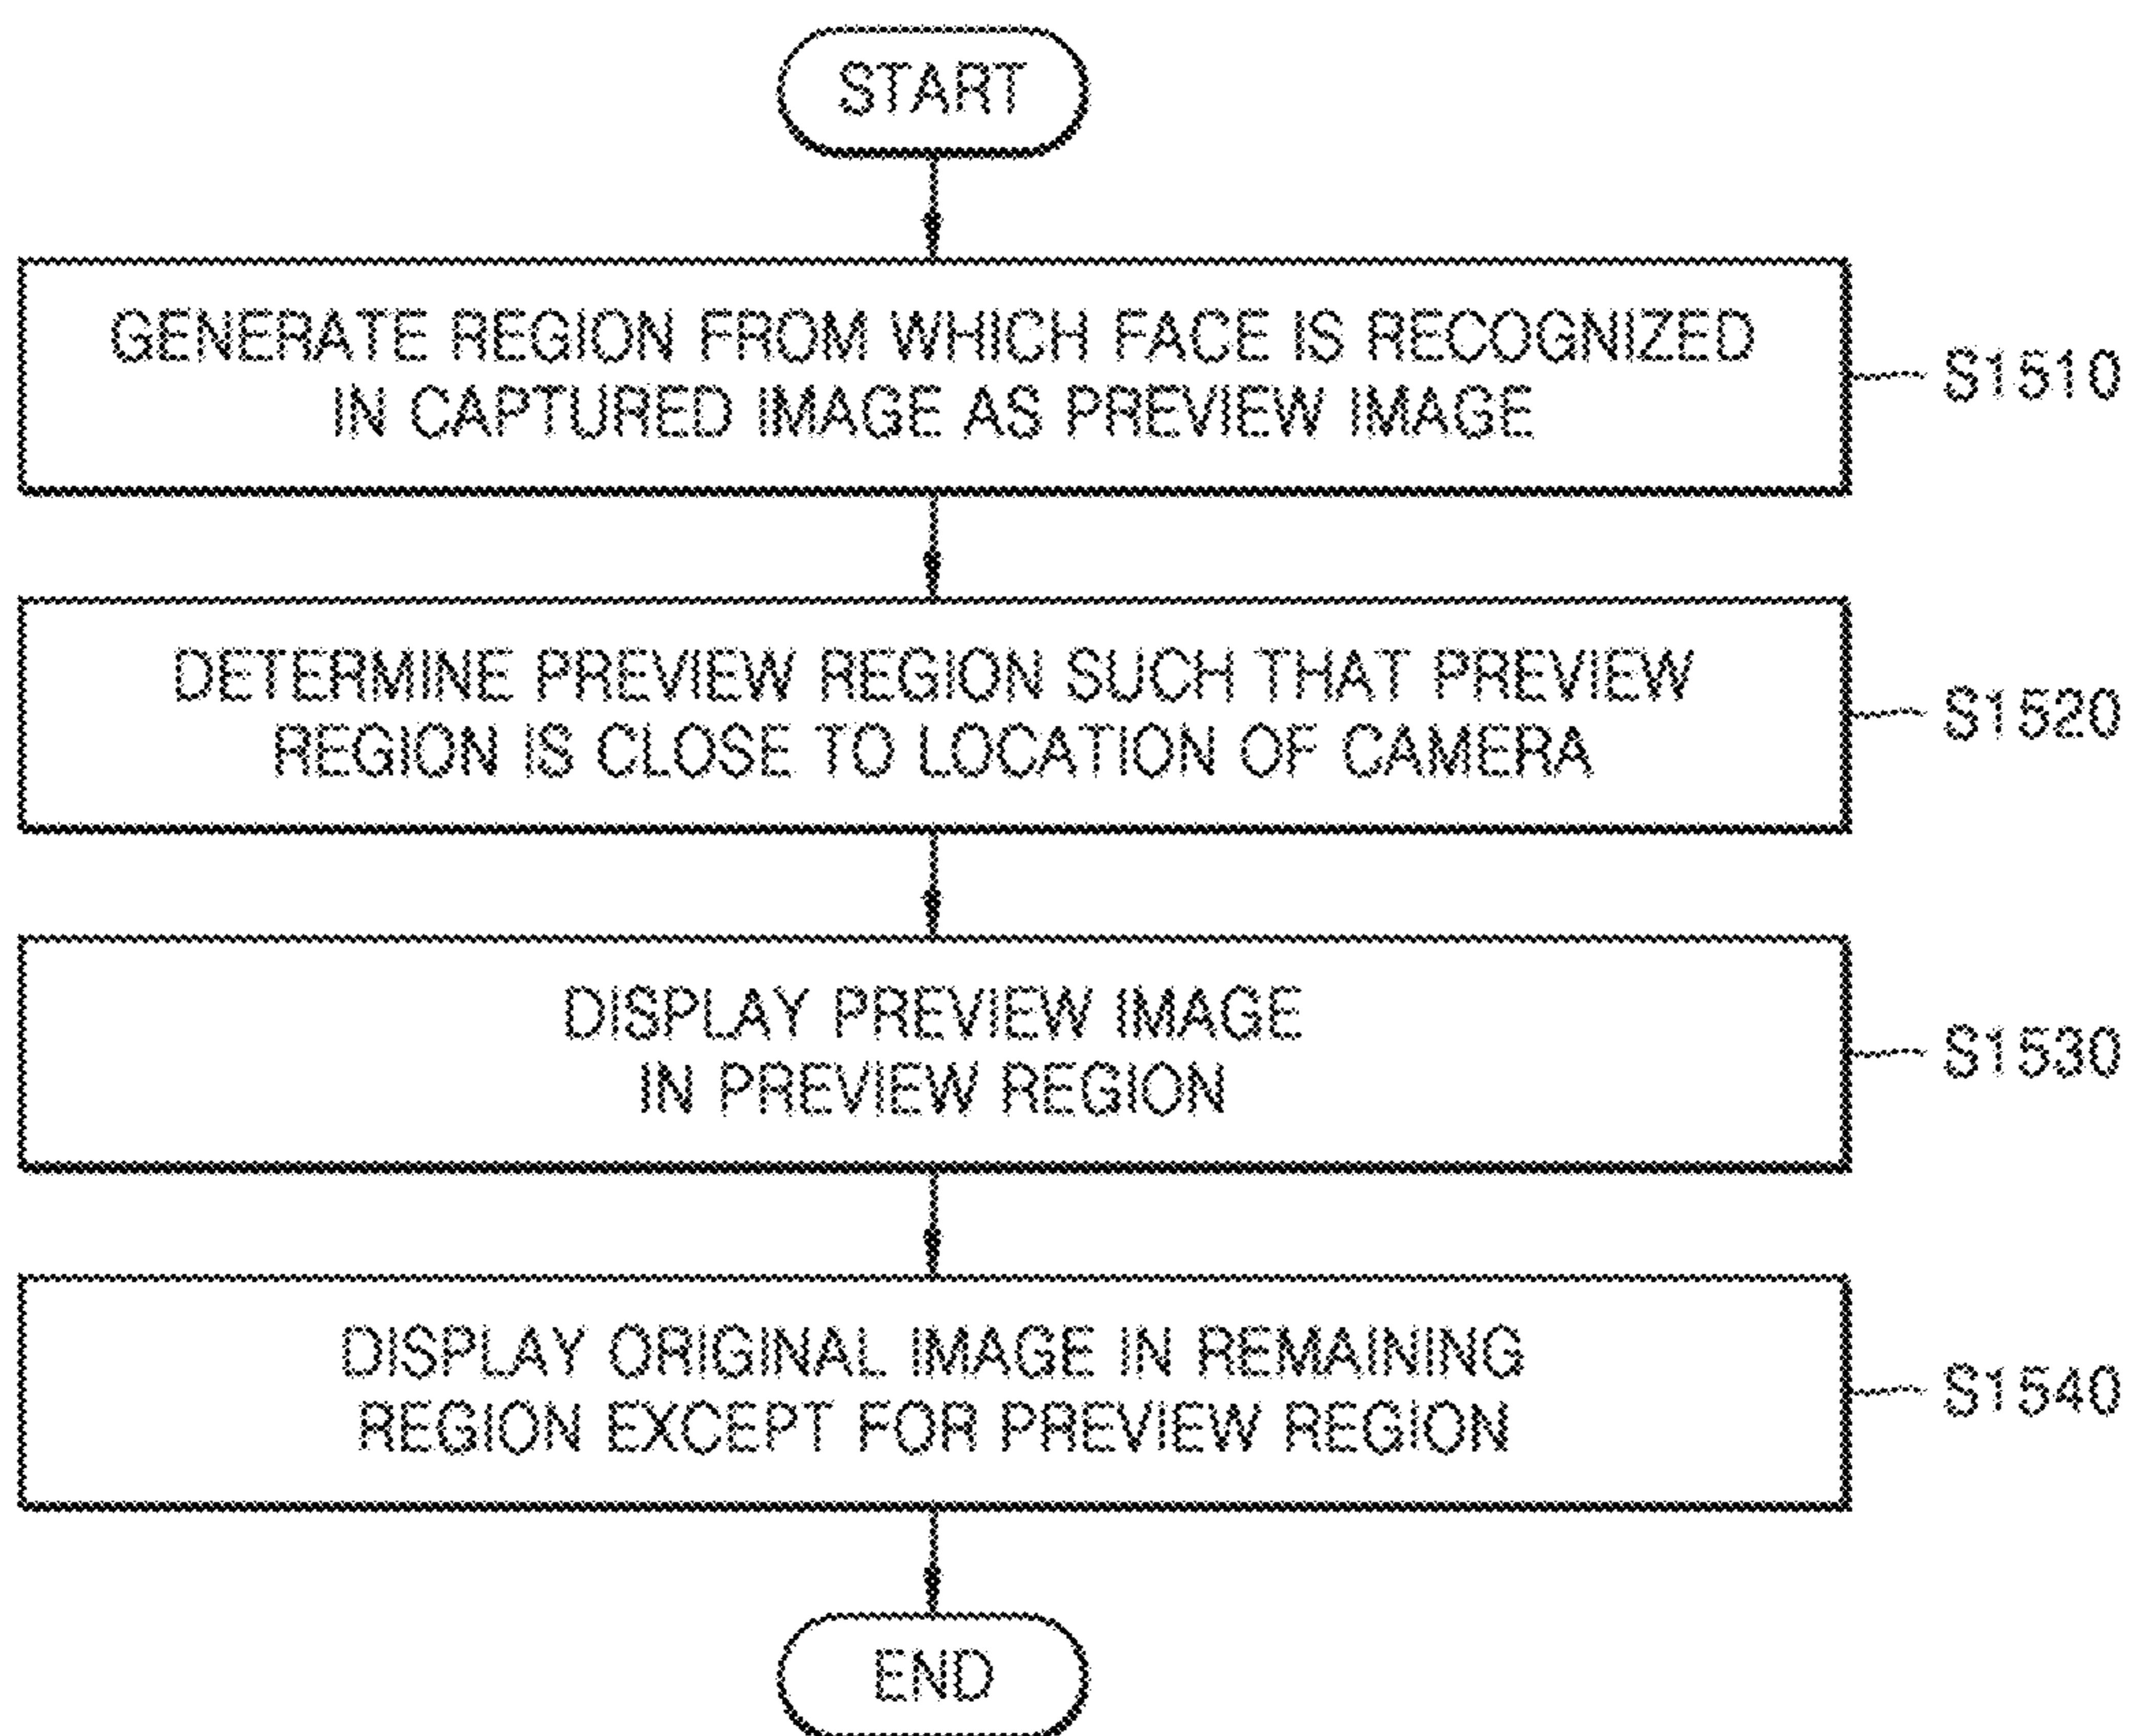 START
GENERATE REGION FROM WHICH FACE IS RECOGNIZED
IN CAPTURED IMAGE AS PREVIEW IMAGE
S1510
DETERMINE PREVIEW REGION SUCH THAT PREVIEW
REGION IS CLOSE TO LOCATION OF CAMERA
S1520
DISPLAY PREVIEW IMAGE
IN PREVIEW REGION
S1530
DISPLAY ORIGINAL IMAGE IN REMAINING
REGION EXCEPT FOR PREVIEW REGION
S1540
END